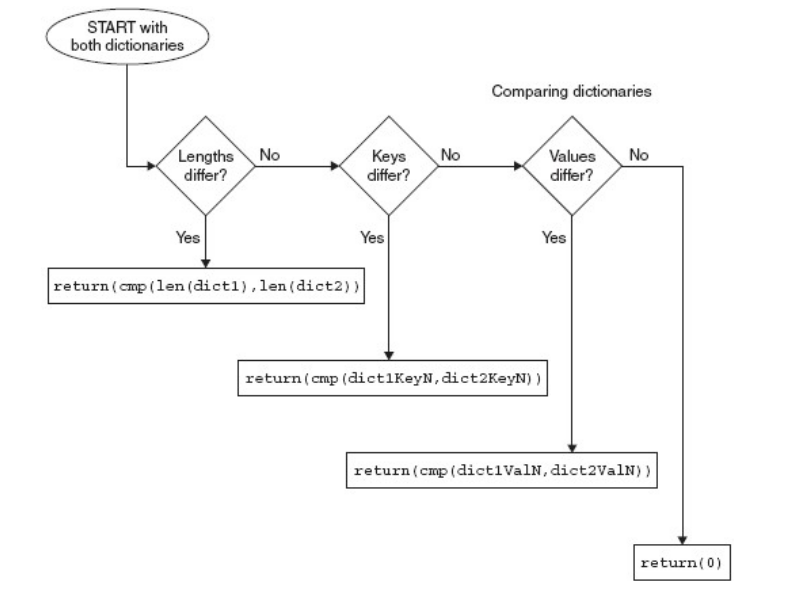 START with
both dictionaries
Comparing dictionaries
Lengths
differ?
No
Keys
differ?
No
Values
differ?
No
Yes
Yes
Yes
return(cmp(len(dict1),len(dict2))
return(cmp(dict1KeyN,dict2KeyN))
return(cmp(dict1ValN,dict2ValN))
return(0)